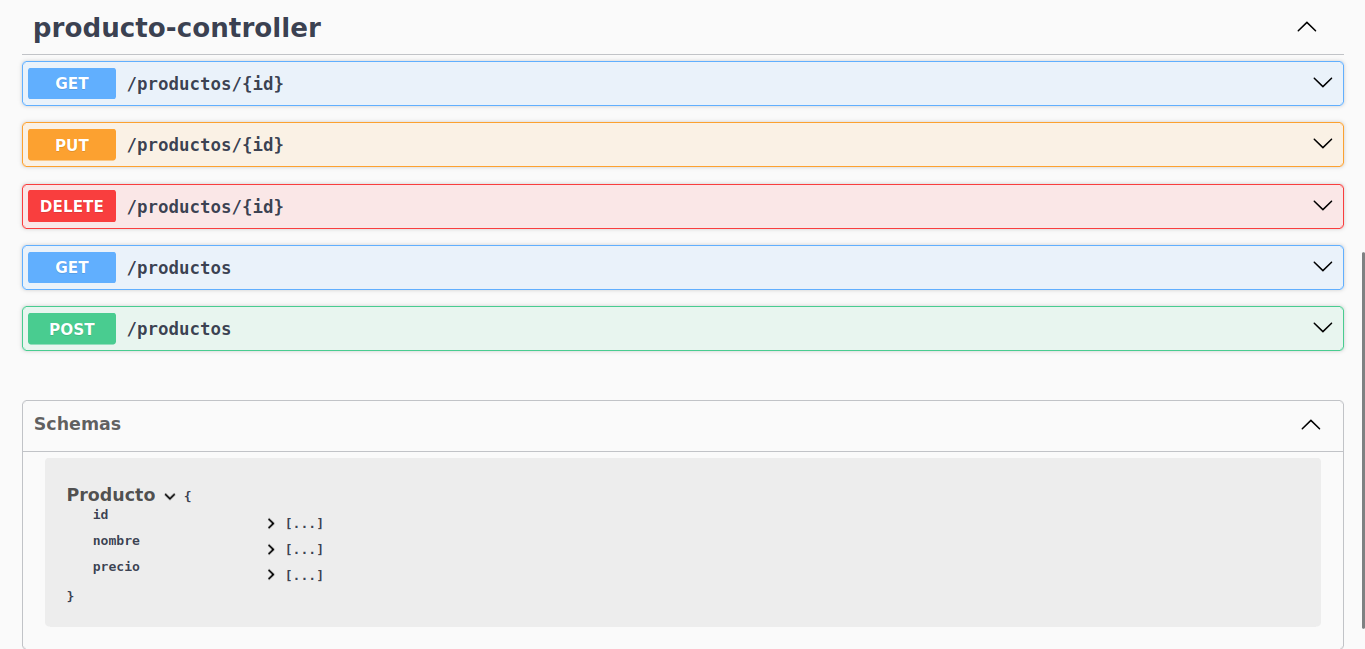 producto-controller
GET /productos/{id}
PUT /productos/{id}
DELETE /productos/{id}
GET /productos
POST /productos
Schemas
Producto {
id [...]
nombre [...]
precio [...]
}